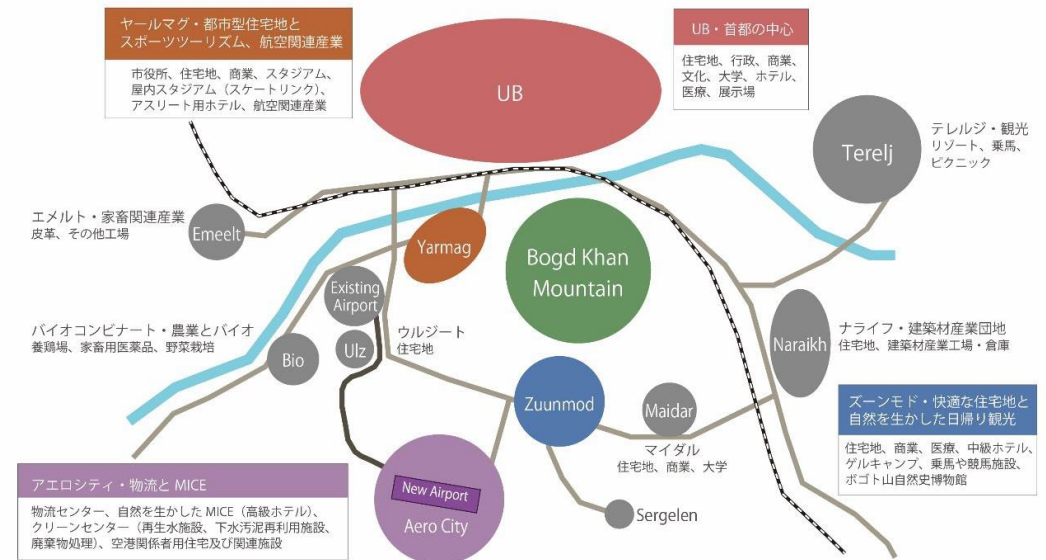 ヤールマグ・都市型住宅地と
スポーツツーリズム、航空関連産業
市役所、住宅地、商業、スタジアム、
屋内スタジアム（スケートリンク）、
アスリート用ホテル、航空関連産業
UB
UB・首都の中心
住宅地、行政、商業、
文化、大学、ホテル、
医療、展示場
Terelj
テレルジ・観光
リゾート、乗馬、
ピクニック
エメルト・家畜関連産業
皮革、その他工場
Emeelt
Yarmag
Bogd Khan
Mountain
Existing
Airport
バイオコンビナート・農業とバイオ
養鶏場、家畜用医薬品、野菜栽培
Bio
Ulz
ウルジート
住宅地
Naraikh
ナライフ・建築材産業団地
住宅地、建築材産業工場・倉庫
Zuunmod
Maidar
マイダル
住宅地、商業、大学
ズーンモド・快適な住宅地と
自然を生かした日帰り観光
住宅地、商業、医療、中級ホテル、
ゲルキャンプ、乗馬や競馬施設、
ボゴト山自然史博物館
アエロシティ・物流と MICE
物流センター、自然を生かした MICE（高級ホテル）、
クリーンセンター（再生水施設、下水汚泥再利用施設、
廃棄物処理）、空港関係者用住宅及び関連施設
New Airport
Aero City
Sergelen